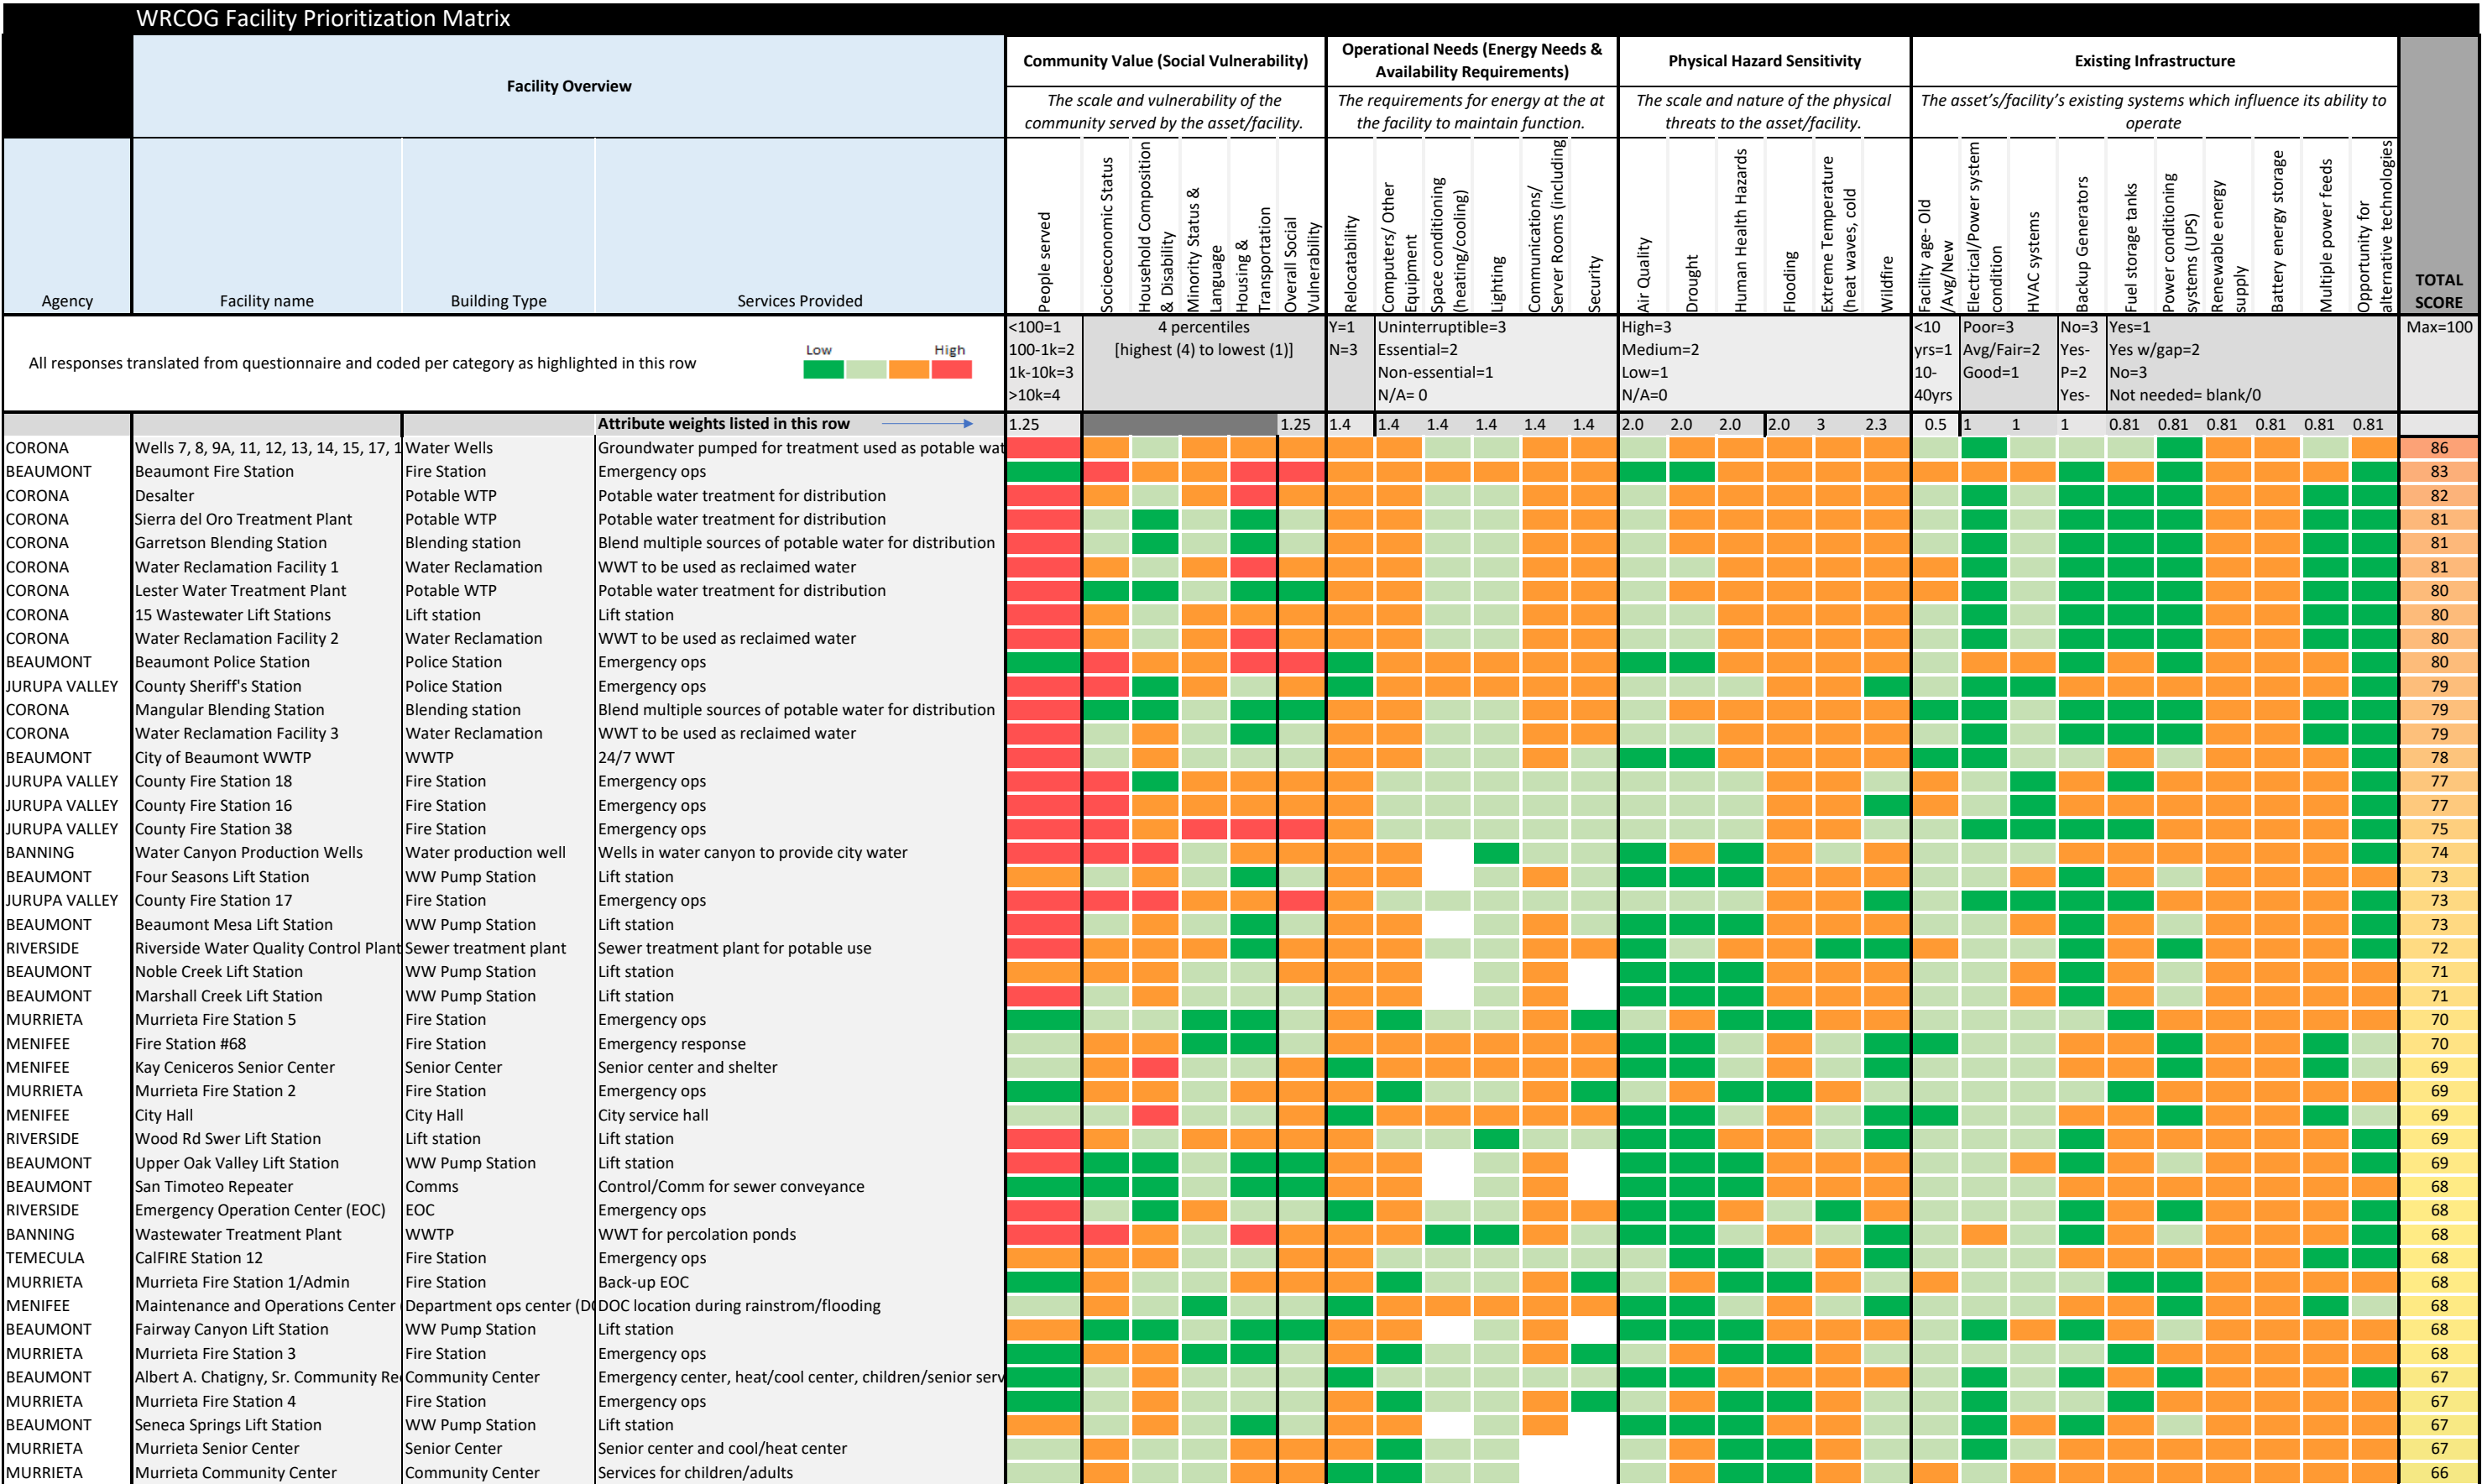 WRCOG Facility Prioritization Matrix
Facility Overview
Community Value (Social Vulnerability)
Operational Needs (Energy Needs &
Availability Requirements)
Physical Hazard Sensitivity
Existing Infrastructure
The scale and vulnerability of the
community served by the asset/facility.
The requirements for energy at the at
the facility to maintain function.
The scale and nature of the physical
threats to the asset/facility.
The asset's/facility's existing systems which influence its ability to
operate
Agency
Facility name
Building Type
Services Provided
People served
Socioeconomic Status
Household Composition
& Disability
Minority Status &
Language
Housing &
Transportation
Overall Social
Vulnerability
Relocatability
Computers/ Other
Equipment
Space conditioning
(heating/cooling)
Lighting
Communications/
Server Rooms (including
Security
Air Quality
Drought
Human Health Hazards
Flooding
Extreme Temperature
(heat waves, cold
Wildfire
Facility age- Old
/Avg/New
Electrical/Power system
condition
HVAC systems
Backup Generators
Fuel storage tanks
Power conditioning
systems (UPS)
Renewable energy
supply
Battery energy storage
Multiple power feeds
Opportunity for
alternative technologies
TOTAL
SCORE
All responses translated from questionnaire and coded per category as highlighted in this row
Low High
<100=1
100-1k=2
1k-10k=3
>10k=4
4 percentiles
[highest (4) to lowest (1)]
Y=1
N=3
Uninterruptible=3
Essential=2
Non-essential=1
N/A= 0
High=3
Medium=2
Low=1
N/A=0
<10
yrs=1
10-
40yrs
Poor=3
Avg/Fair=2
Good=1
No=3
Yes-
P=2
Yes-
Yes=1
Yes w/gap=2
No=3
Not needed= blank/0
Max=100
Attribute weights listed in this row 1.25 1.25 1.4 1.4 1.4 1.4 1.4 1.4 2.0 2.0 2.0 2.0 3 2.3 0.5 1 1 1 0.81 0.81 0.81 0.81 0.81 0.81
CORONA Wells 7, 8, 9A, 11, 12, 13, 14, 15, 17, 1 Water Wells Groundwater pumped for treatment used as potable wat 86
BEAUMONT Beaumont Fire Station Fire Station Emergency ops 83
CORONA Desalter Potable WTP Potable water treatment for distribution 82
CORONA Sierra del Oro Treatment Plant Potable WTP Potable water treatment for distribution 81
CORONA Garretson Blending Station Blending station Blend multiple sources of potable water for distribution 81
CORONA Water Reclamation Facility 1 Water Reclamation WWT to be used as reclaimed water 81
CORONA Lester Water Treatment Plant Potable WTP Potable water treatment for distribution 80
CORONA 15 Wastewater Lift Stations Lift station Lift station 80
CORONA Water Reclamation Facility 2 Water Reclamation WWT to be used as reclaimed water 80
BEAUMONT Beaumont Police Station Police Station Emergency ops 80
JURUPA VALLEY County Sheriff's Station Police Station Emergency ops 79
CORONA Mangular Blending Station Blending station Blend multiple sources of potable water for distribution 79
CORONA Water Reclamation Facility 3 Water Reclamation WWT to be used as reclaimed water 79
BEAUMONT City of Beaumont WWTP WWTP 24/7 WWT 78
JURUPA VALLEY County Fire Station 18 Fire Station Emergency ops 77
JURUPA VALLEY County Fire Station 16 Fire Station Emergency ops 77
JURUPA VALLEY County Fire Station 38 Fire Station Emergency ops 75
BANNING Water Canyon Production Wells Water production well Wells in water canyon to provide city water 74
BEAUMONT Four Seasons Lift Station WW Pump Station Lift station 73
JURUPA VALLEY County Fire Station 17 Fire Station Emergency ops 73
BEAUMONT Beaumont Mesa Lift Station WW Pump Station Lift station 73
RIVERSIDE Riverside Water Quality Control Plant Sewer treatment plant Sewer treatment plant for potable use 72
BEAUMONT Noble Creek Lift Station WW Pump Station Lift station 71
BEAUMONT Marshall Creek Lift Station WW Pump Station Lift station 71
MURRIETA Murrieta Fire Station 5 Fire Station Emergency ops 70
MENIFEE Fire Station #68 Fire Station Emergency response 70
MENIFEE Kay Ceniceros Senior Center Senior Center Senior center and shelter 69
MURRIETA Murrieta Fire Station 2 Fire Station Emergency ops 69
MENIFEE City Hall City Hall City service hall 69
RIVERSIDE Wood Rd Swer Lift Station Lift station Lift station 69
BEAUMONT Upper Oak Valley Lift Station WW Pump Station Lift station 69
BEAUMONT San Timoteo Repeater Comms Control/Comm for sewer conveyance 68
RIVERSIDE Emergency Operation Center (EOC) EOC Emergency ops 68
BANNING Wastewater Treatment Plant WWTP WWT for percolation ponds 68
TEMECULA CalFIRE Station 12 Fire Station Emergency ops 68
MURRIETA Murrieta Fire Station 1/Admin Fire Station Back-up EOC 68
MENIFEE Maintenance and Operations Center Department ops center (DO DOC location during rainstrom/flooding 68
BEAUMONT Fairway Canyon Lift Station WW Pump Station Lift station 68
MURRIETA Murrieta Fire Station 3 Fire Station Emergency ops 68
BEAUMONT Albert A. Chatigny, Sr. Community Re Community Center Emergency center, heat/cool center, children/senior serv 67
MURRIETA Murrieta Fire Station 4 Fire Station Emergency ops 67
BEAUMONT Seneca Springs Lift Station WW Pump Station Lift station 67
MURRIETA Murrieta Senior Center Senior Center Senior center and cool/heat center 67
MURRIETA Murrieta Community Center Community Center Services for children/adults 66